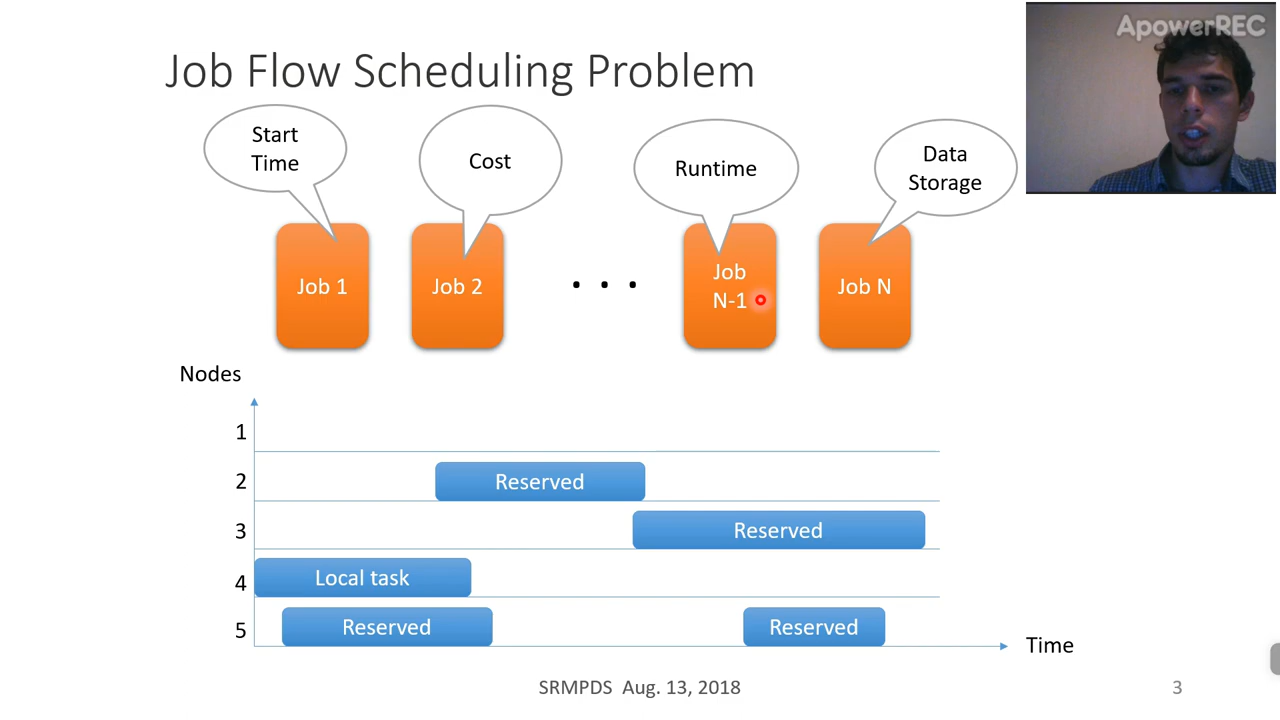 ApowerREC
Job Flow Scheduling Problem
Start
Time
Cost
Runtime
Data
Storage
Job 1
Job 2
. . .
Job
N-1
Job N
Nodes
1
2
Reserved
3
Reserved
4
Local task
5
Reserved
Reserved
Time
SRMPDS Aug. 13, 2018
3